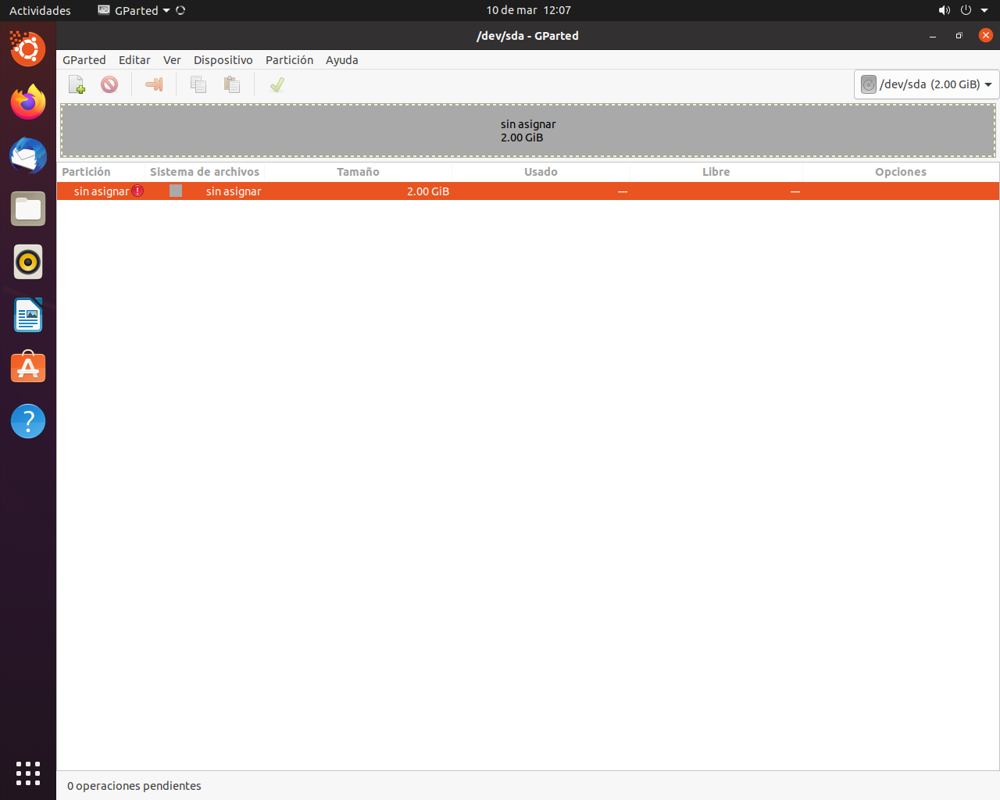 Actividades GParted 10 de mar 12:07
/dev/sda - GParted
GParted Editar Ver Dispositivo Partición Ayuda
/dev/sda (2.00 GiB)
sin asignar
2.00 GiB
Partición Sistema de archivos Tamaño Usado Libre Opciones
sin asignar sin asignar 2.00 GiB --- ---
0 operaciones pendientes